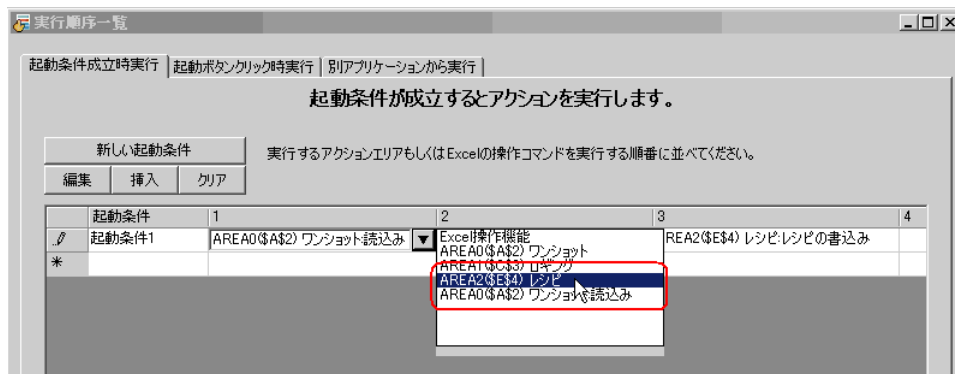 実行順序一覧
起動条件成立時実行 起動ボタンクリック時実行 別アプリケーションから実行
起動条件が成立するとアクションを実行します。
新しい起動条件
実行するアクションエリアもしくはExcelの操作コマンドを実行する順番に並べてください。
編集 挿入 クリア
起動条件 1 2 3 4
起動条件1 AREA0($A$2) ワンショット:読込み REA2($E$4) レシピ:レシピの書込み
Excel操作機能
AREA0($A$2) ワンショット
AREA1($C$3) ロギング
AREA2($E$4) レシピ
AREA0($A$2) ワンショット:読込み